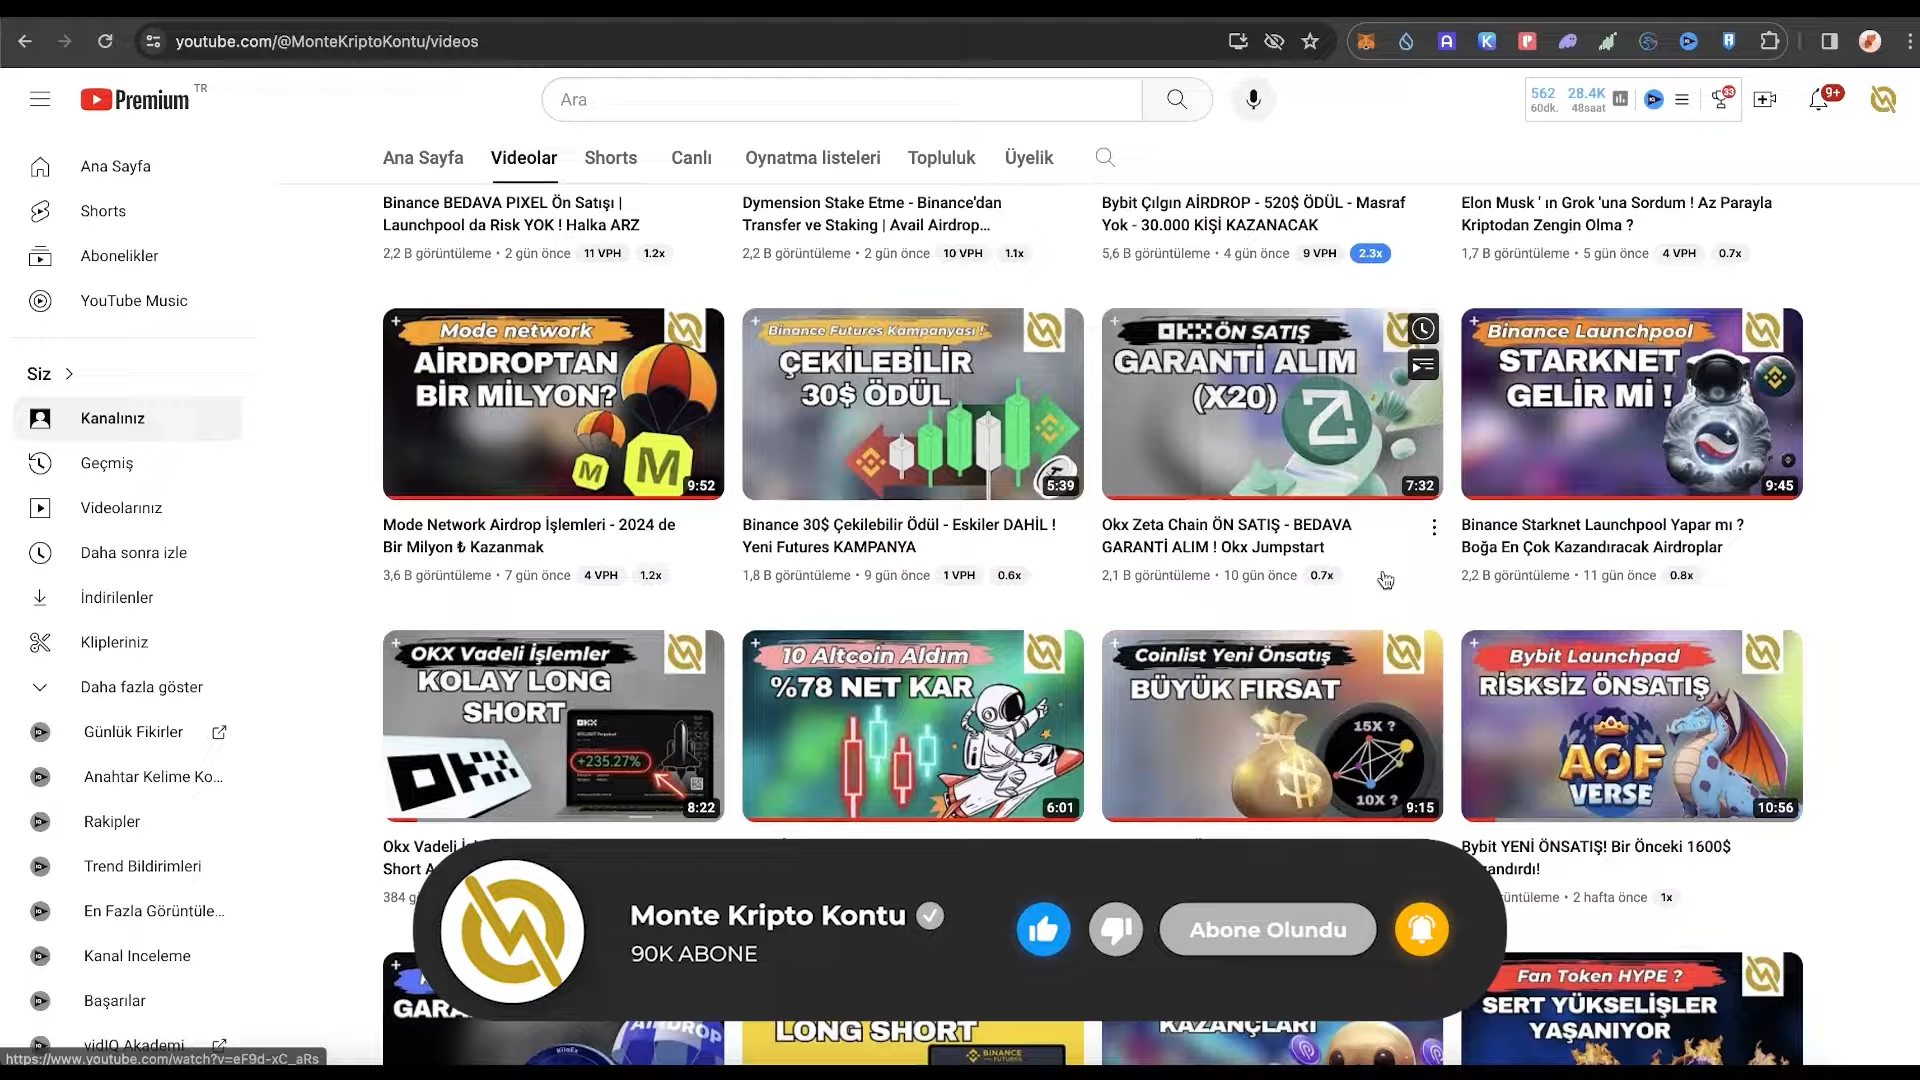 youtube.com/@MonteKriptoKontu/videos
Premium TR
Ara
562 28.4K
60dk. 48saat
33
9+
Ana Sayfa Videolar Shorts Canlı Oynatma listeleri Topluluk Üyelik
Ana Sayfa
Shorts
Abonelikler
YouTube Music
Siz
Kanalınız
Geçmiş
Videolarınız
Daha sonra izle
İndirilenler
Klipleriniz
Daha fazla göster
Günlük Fikirler
Anahtar Kelime Ko...
Rakipler
Trend Bildirimleri
En Fazla Görüntüle...
Kanal Inceleme
Başarılar
vidIQ Akademi
https://www.youtube.com/watch?v=eF9d-xC_aRs
Binance BEDAVA PIXEL Ön Satışı |
Launchpool da Risk YOK ! Halka ARZ
2,2 B görüntüleme • 2 gün önce 11 VPH 1.2x
Dymension Stake Etme - Binance'dan
Transfer ve Staking | Avail Airdrop...
2,2 B görüntüleme • 2 gün önce 10 VPH 1.1x
Bybit Çılgın AİRDROP - 520$ ÖDÜL - Masraf
Yok - 30.000 KİŞİ KAZANACAK
5,6 B görüntüleme • 4 gün önce 9 VPH 2.3x
Elon Musk ' ın Grok 'una Sordum ! Az Parayla
Kriptodan Zengin Olma ?
1,7 B görüntüleme • 5 gün önce 4 VPH 0.7x
Mode network
AİRDROPTAN
BİR MİLYON?
M
M
9:52
Mode Network Airdrop İşlemleri - 2024 de
Bir Milyon ₺ Kazanmak
3,6 B görüntüleme • 7 gün önce 4 VPH 1.2x
Binance Futures Kampanyası !
ÇEKİLEBİLİR
30$ ÖDÜL
5:39
Binance 30$ Çekilebilir Ödül - Eskiler DAHİL !
Yeni Futures KAMPANYA
1,8 B görüntüleme • 9 gün önce 1 VPH 0.6x
OKX ÖN SATIŞ
GARANTİ ALIM
(X20)
7:32
Okx Zeta Chain ÖN SATIŞ - BEDAVA
GARANTİ ALIM ! Okx Jumpstart
2,1 B görüntüleme • 10 gün önce 0.7x
Binance Launchpool
STARKNET
GELİR Mİ !
9:45
Binance Starknet Launchpool Yapar mı ?
Boğa En Çok Kazandıracak Airdroplar
2,2 B görüntüleme • 11 gün önce 0.8x
OKX Vadeli İşlemler
KOLAY LONG
SHORT
+235.27%
8:22
Okx Vadeli
Short
384
10 Altcoin Aldım
%78 NET KAR
6:01
Coinlist Yeni Önsatış
BÜYÜK FIRSAT
15X ?
10X ?
9:15
Bybit Launchpad
RİSKSİZ ÖNSATIŞ
AOF
VERSE
10:56
Bybit YENİ ÖNSATIŞ! Bir Önceki 1600$
2 hafta önce 1x
Monte Kripto Kontu
90K ABONE
Abone Olundu
AIRDROP
LONG SHORT
BINANCE
KAZANÇLARI
Fan Token HYPE ?
SERT YÜKSELİŞLER
YAŞANIYOR